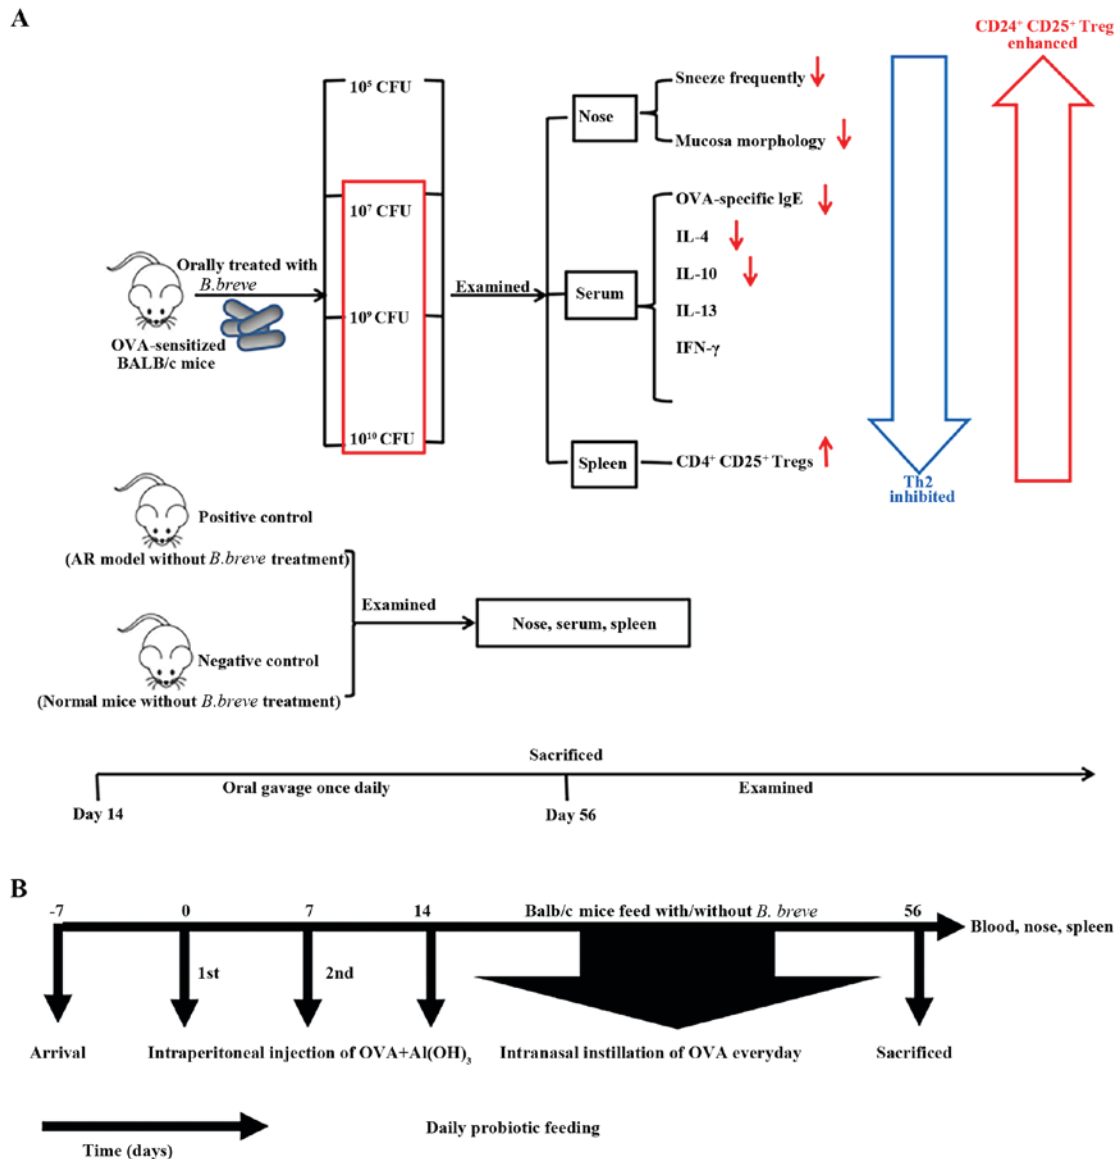 A
CD24⁺ CD25⁺ Treg
enhanced
10⁵ CFU
Sneeze frequently
Nose
Mucosa morphology
10⁷ CFU
OVA-specific lgE
IL-4
Orally treated with
B.breve
IL-10
Examined
Serum
IL-13
10⁹ CFU
OVA-sensitized
BALB/c mice
IFN-γ
10¹⁰ CFU
Spleen
CD4⁺ CD25⁺ Tregs
Th2
inhibited
Positive control
(AR model without B.breve treatment)
Examined
Nose, serum, spleen
Negative control
(Normal mice without B.breve treatment)
Sacrificed
Oral gavage once daily
Examined
Day 14
Day 56
B
-7 0 7 14 Balb/c mice feed with/without B. breve 56
Blood, nose, spleen
1st 2nd
Arrival Intraperitoneal injection of OVA+Al(OH)₃ Intranasal instillation of OVA everyday Sacrificed
Daily probiotic feeding
Time (days)